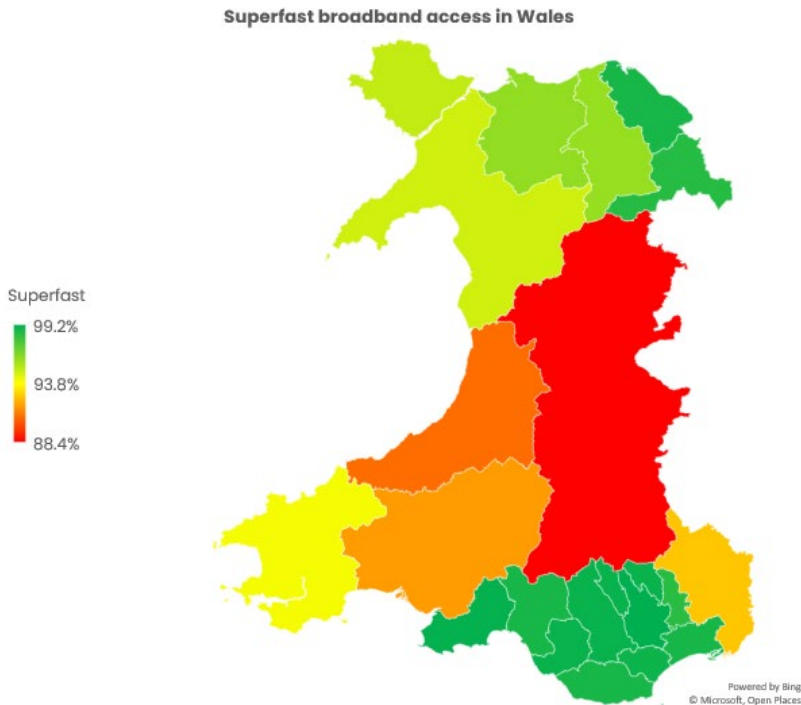 Superfast broadband access in Wales
Superfast
99.2%
93.8%
88.4%
Powered by Bing
© Microsoft, Open Places